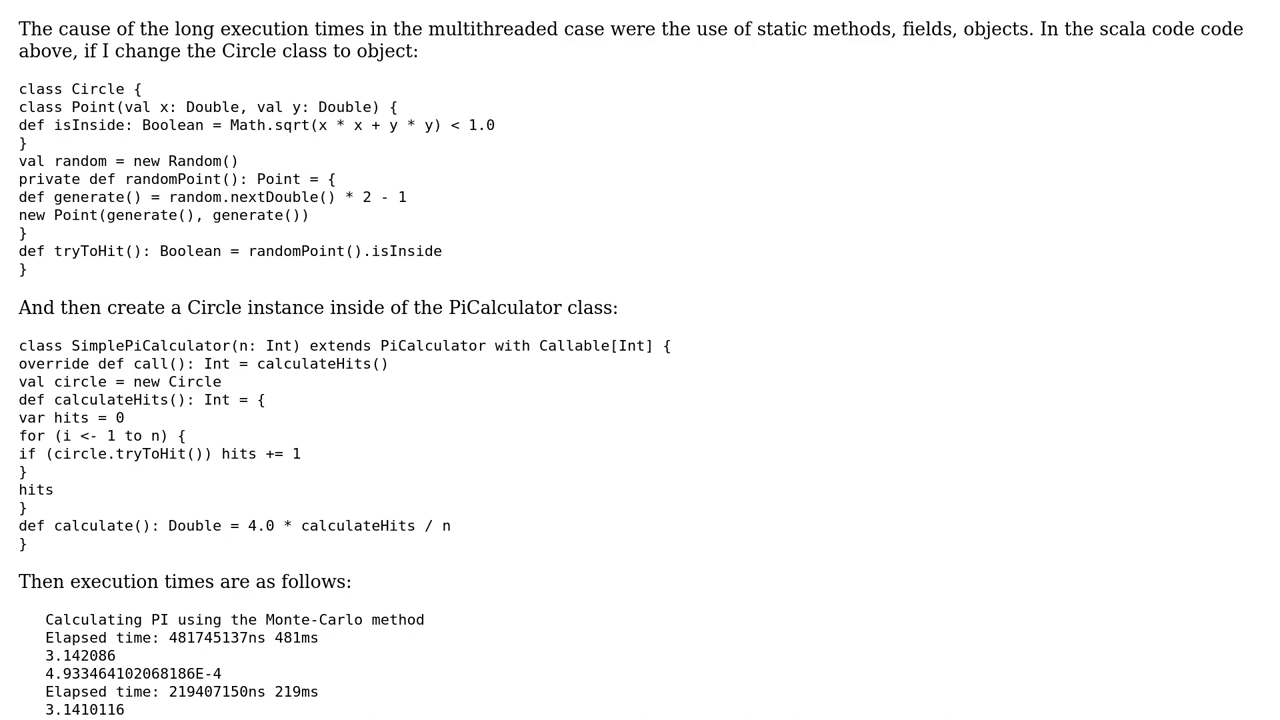 The cause of the long execution times in the multithreaded case were the use of static methods, fields, objects. In the scala code code
above, if I change the Circle class to object:
class Circle {
class Point(val x: Double, val y: Double) {
def isInside: Boolean = Math.sqrt(x * x + y * y) < 1.0
}
val random = new Random()
private def randomPoint(): Point = {
def generate() = random.nextDouble() * 2 - 1
new Point(generate(), generate())
}
def tryToHit(): Boolean = randomPoint().isInside
}
And then create a Circle instance inside of the PiCalculator class:
class SimplePiCalculator(n: Int) extends PiCalculator with Callable[Int] {
override def call(): Int = calculateHits()
val circle = new Circle
def calculateHits(): Int = {
var hits = 0
for (i <- 1 to n) {
if (circle.tryToHit()) hits += 1
}
hits
}
def calculate(): Double = 4.0 * calculateHits / n
}
Then execution times are as follows:
Calculating PI using the Monte-Carlo method
Elapsed time: 481745137ns 481ms
3.142086
4.933464102068186E-4
Elapsed time: 219407150ns 219ms
3.1410116